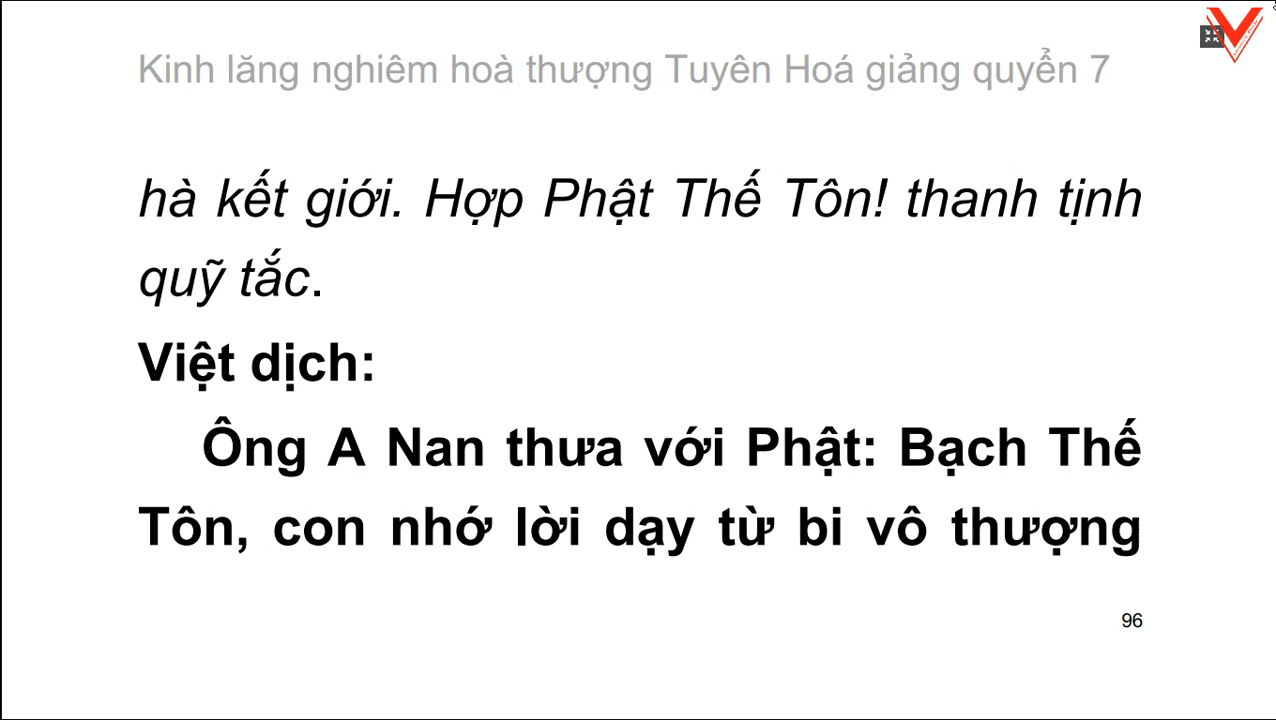 Kinh lăng nghiêm hoà thượng Tuyên Hoá giảng quyển 7
hà kết giới. Hợp Phật Thế Tôn! thanh tịnh
quỹ tắc.
Việt dịch:
Ông A Nan thưa với Phật: Bạch Thế
Tôn, con nhớ lời dạy từ bi vô thượng
96